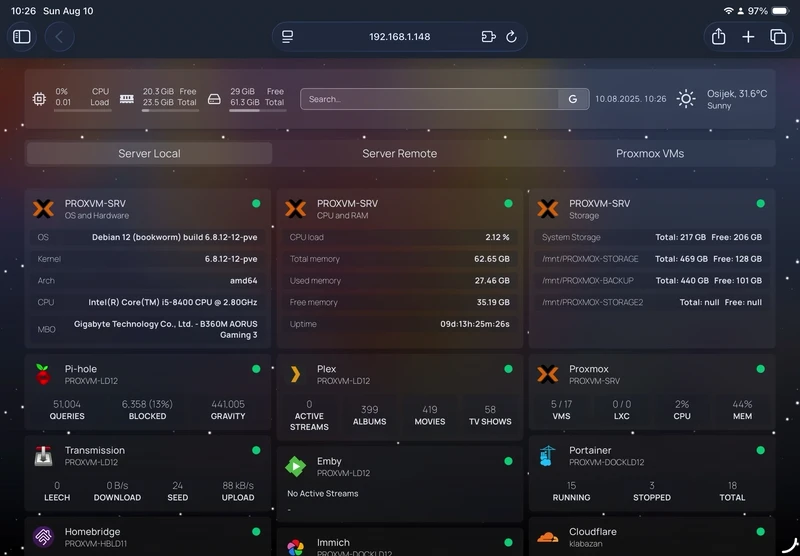 10:26 Sun Aug 10
97%
192.168.1.148
0% CPU
0.01 Load
20.3 GiB Free
23.5 GiB Total
29 GiB Free
61.3 GiB Total
Search...
G
10.08.2025. 10:26
Osijek, 31.6°C
Sunny
Server Local
Server Remote
Proxmox VMs
PROXVM-SRV
OS and Hardware
OS Debian 12 (bookworm) build 6.8.12-12-pve
Kernel 6.8.12-12-pve
Arch amd64
CPU Intel(R) Core(TM) i5-8400 CPU @ 2.80GHz
MBO Gigabyte Technology Co., Ltd. - B360M AORUS
Gaming 3
PROXVM-SRV
CPU and RAM
CPU load 2.12 %
Total memory 62.65 GB
Used memory 27.46 GB
Free memory 35.19 GB
Uptime 09d:13h:25m:26s
PROXVM-SRV
Storage
System Storage Total: 217 GB Free: 206 GB
/mnt/PROXMOX-STORAGE Total: 469 GB Free: 128 GB
/mnt/PROXMOX-BACKUP Total: 440 GB Free: 101 GB
/mnt/PROXMOX-STORAGE2 Total: null Free: null
Pi-hole
PROXVM-LD12
51.004 6.358 (13%) 441.005
QUERIES BLOCKED GRAVITY
Plex
PROXVM-LD12
0 399 419 58
ACTIVE STREAMS ALBUMS MOVIES TV SHOWS
Proxmox
PROXVM-SRV
5 / 17 0 / 0 2% 44%
VMS LXC CPU MEM
Transmission
PROXVM-LD12
0 0 B/s 24 88 kB/s
LEECH DOWNLOAD SEED UPLOAD
Emby
PROXVM-LD12
No Active Streams
-
Portainer
PROXVM-DOCKLD12
15 3 18
RUNNING STOPPED TOTAL
Homebridge
PROXVM-HBLD11
Immich
PROXVM-DOCKLD12
Cloudflare
klabazan